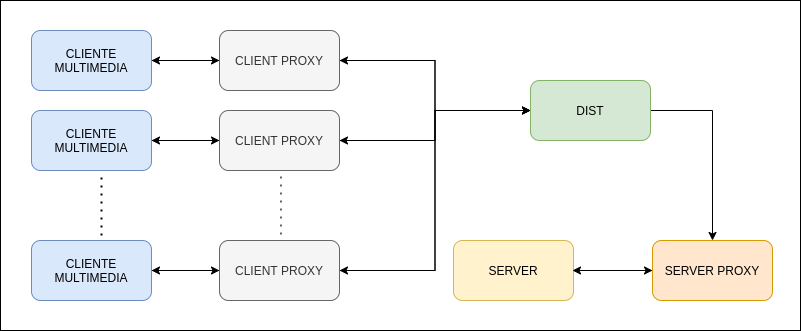 CLIENTE
MULTIMEDIA
CLIENT PROXY
DIST
CLIENTE
MULTIMEDIA
CLIENT PROXY
CLIENTE
MULTIMEDIA
CLIENT PROXY
SERVER
SERVER PROXY